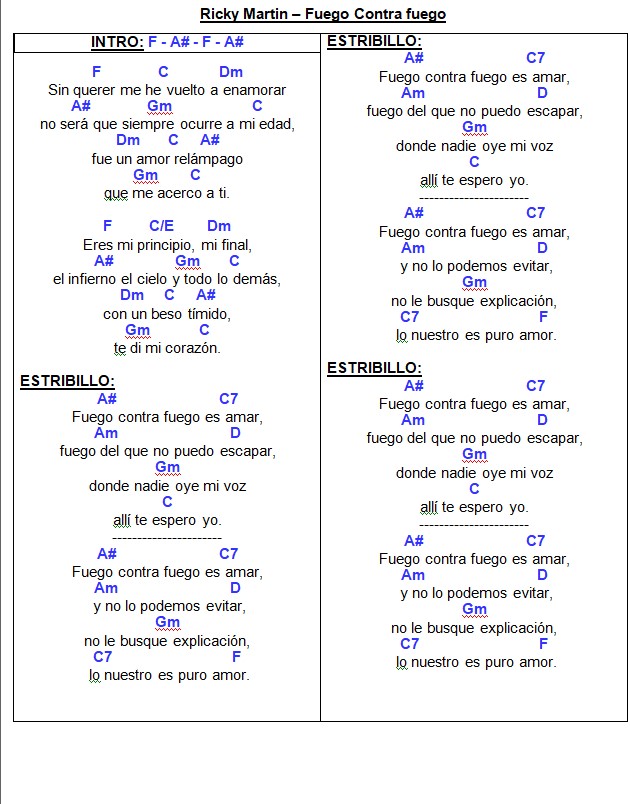 Ricky Martin – Fuego Contra fuego
INTRO: F - A# - F - A#
F C Dm
Sin querer me he vuelto a enamorar
A# Gm C
no será que siempre ocurre a mi edad,
Dm C A#
fue un amor relámpago
Gm C
que me acerco a ti.
F C/E Dm
Eres mi principio, mi final,
A# Gm C
el infierno el cielo y todo lo demás,
Dm C A#
con un beso tímido,
Gm C
te di mi corazón.
ESTRIBILLO:
A# C7
Fuego contra fuego es amar,
Am D
fuego del que no puedo escapar,
Gm
donde nadie oye mi voz
C
allí te espero yo.
----------------------
A# C7
Fuego contra fuego es amar,
Am D
y no lo podemos evitar,
Gm
no le busque explicación,
C7 F
lo nuestro es puro amor.
ESTRIBILLO:
A# C7
Fuego contra fuego es amar,
Am D
fuego del que no puedo escapar,
Gm
donde nadie oye mi voz
C
allí te espero yo.
----------------------
A# C7
Fuego contra fuego es amar,
Am D
y no lo podemos evitar,
Gm
no le busque explicación,
C7 F
lo nuestro es puro amor.
ESTRIBILLO:
A# C7
Fuego contra fuego es amar,
Am D
fuego del que no puedo escapar,
Gm
donde nadie oye mi voz
C
allí te espero yo.
----------------------
A# C7
Fuego contra fuego es amar,
Am D
y no lo podemos evitar,
Gm
no le busque explicación,
C7 F
lo nuestro es puro amor.